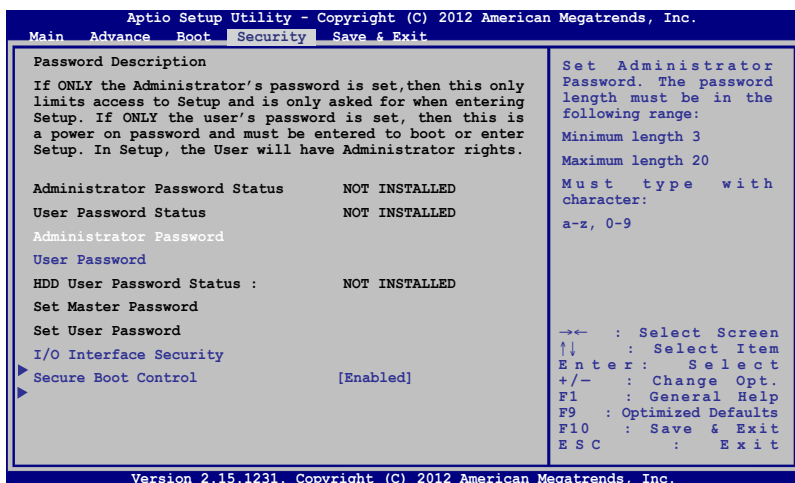 Aptio Setup Utility - Copyright (C) 2012 American Megatrends, Inc.
Main Advance Boot Security Save & Exit
Password Description
If ONLY the Administrator's password is set,then this only
limits access to Setup and is only asked for when entering
Setup. If ONLY the user's password is set, then this is
a power on password and must be entered to boot or enter
Setup. In Setup, the User will have Administrator rights.
Administrator Password Status NOT INSTALLED
User Password Status NOT INSTALLED
Administrator Password
User Password
HDD User Password Status : NOT INSTALLED
Set Master Password
Set User Password
I/O Interface Security
Secure Boot Control [Enabled]
Set Administrator
Password. The password
length must be in the
following range:
Minimum length 3
Maximum length 20
Must type with
character:
a-z, 0-9
→← : Select Screen
↑↓ : Select Item
Enter: Select
+/— : Change Opt.
F1 : General Help
F9 : Optimized Defaults
F10 : Save & Exit
ESC : Exit
Version 2.15.1231. Copyright (C) 2012 American Megatrends, Inc.